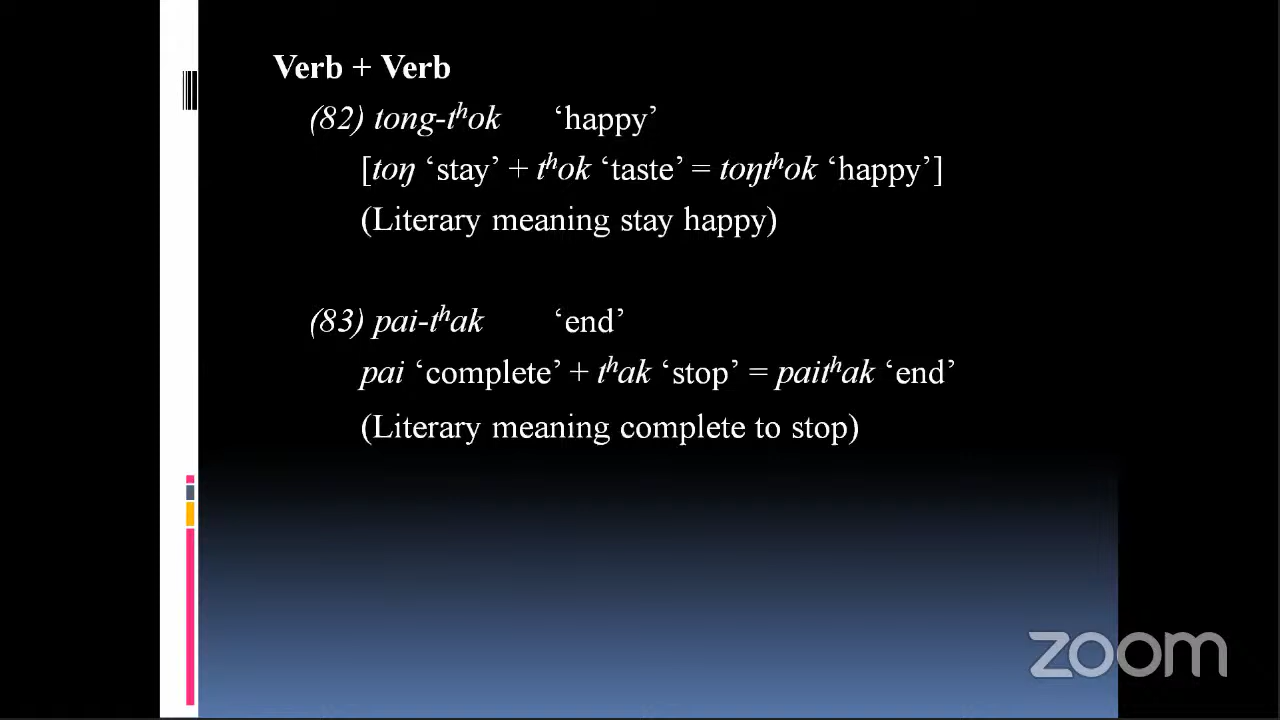 Verb + Verb
(82) tong-tʰok ‘happy’
[toŋ ‘stay’ + tʰok ‘taste’ = toŋtʰok ‘happy’]
(Literary meaning stay happy)
(83) pai-tʰak ‘end’
pai ‘complete’ + tʰak ‘stop’ = paitʰak ‘end’
(Literary meaning complete to stop)
zoom